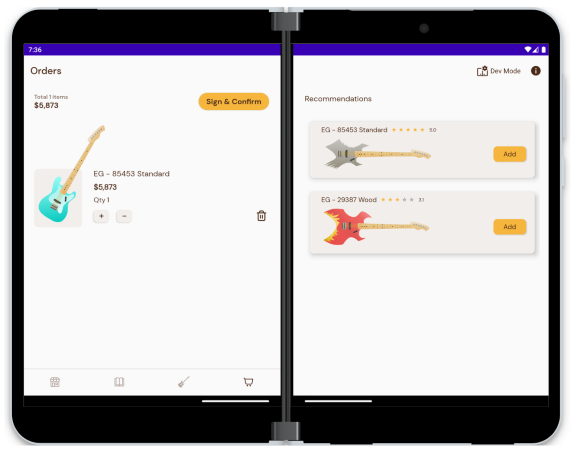 7:36
Orders
Dev Mode
Total 1 items
$5,873
Sign & Confirm
EG - 85453 Standard
$5,873
Qty 1
+ −
Recommendations
EG - 85453 Standard 5.0
Add
EG - 29387 Wood 3.1
Add